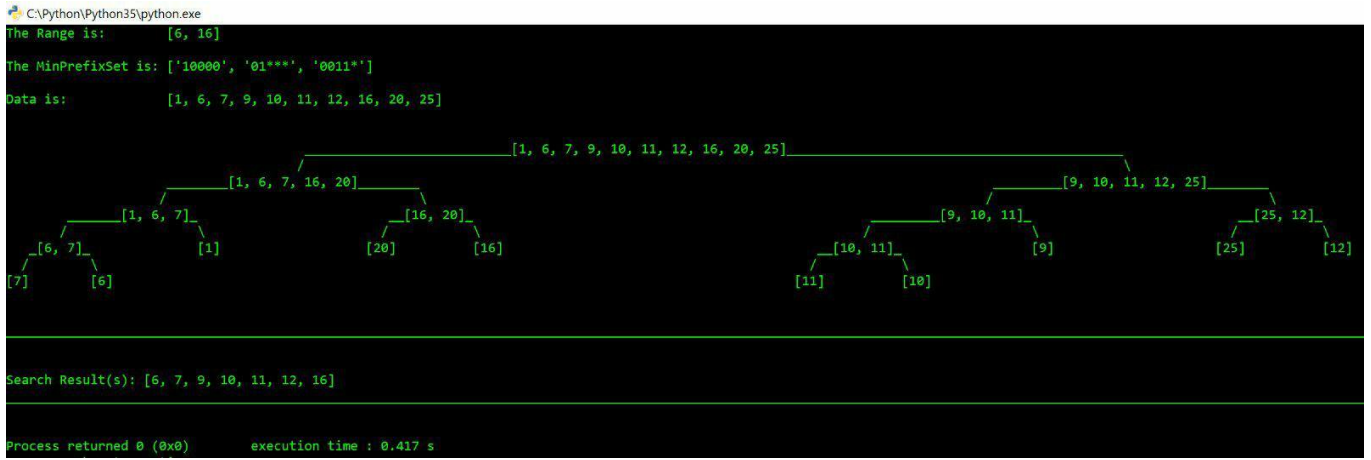 C:\Python\Python35\python.exe
The Range is: [6, 16]
The MinPrefixSet is: ['10000', '01***', '0011*']
Data is: [1, 6, 7, 9, 10, 11, 12, 16, 20, 25]
[1, 6, 7, 9, 10, 11, 12, 16, 20, 25]
[1, 6, 7, 16, 20] [9, 10, 11, 12, 25]
[1, 6, 7] [16, 20] [9, 10, 11] [25, 12]
[6, 7] [1] [20] [16] [10, 11] [9] [25] [12]
[7] [6] [11] [10]
Search Result(s): [6, 7, 9, 10, 11, 12, 16]
Process returned 0 (0x0) execution time : 0.417 s